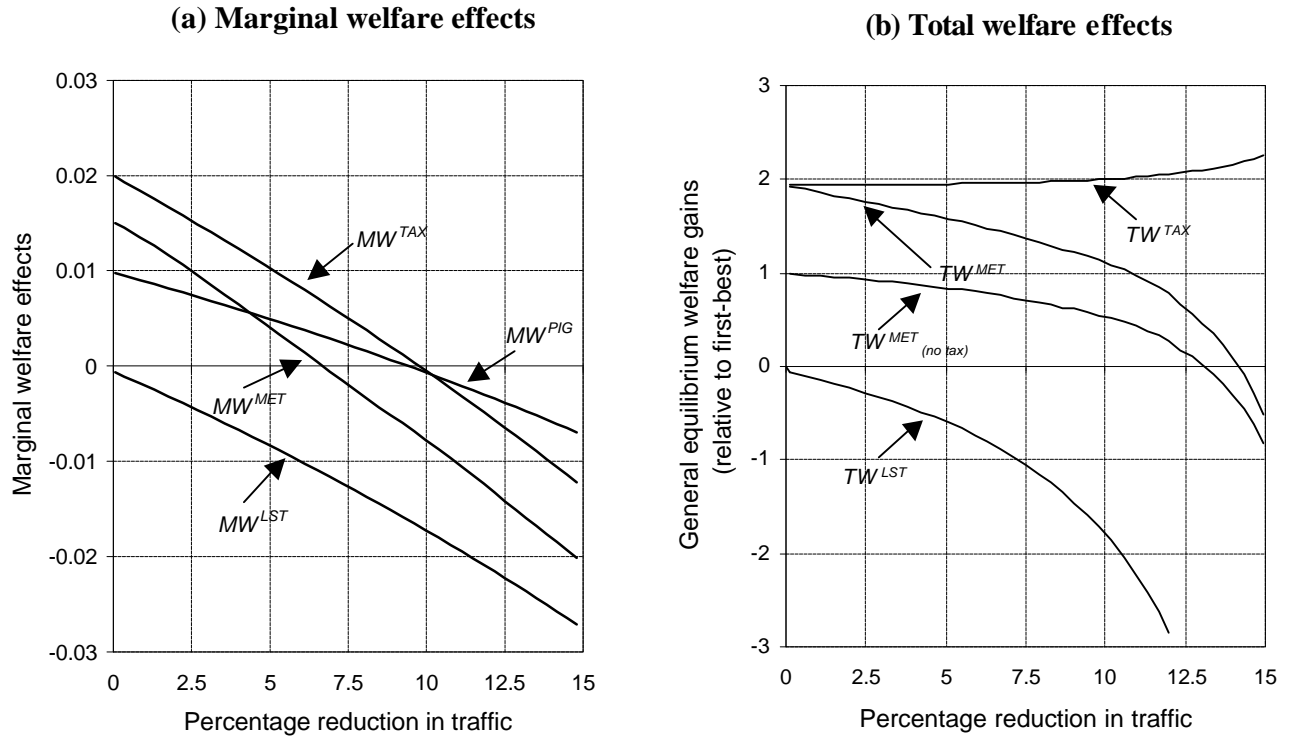 (a) Marginal welfare effects
0.03
0.02
0.01
0
-0.01
-0.02
-0.03
Marginal welfare effects
MW^TAX
MW^PIG
MW^MET
MW^LST
0 2.5 5 7.5 10 12.5 15
Percentage reduction in traffic
(b) Total welfare effects
3
2
1
0
-1
-2
-3
General equilibrium welfare gains
(relative to first-best)
TW^TAX
TW^MET
TW^MET (no tax)
TW^LST
0 2.5 5 7.5 10 12.5 15
Percentage reduction in traffic